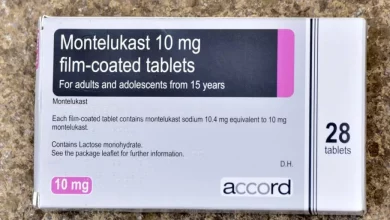 Montelukast 10 mg
film-coated tablets
For adults and adolescents from 15 years
Montelukast
Each film-coated tablet contains montelukast sodium 10.4 mg equivalent to 10 mg
montelukast.
Contains Lactose monohydrate.
See the package leaflet for further information.
28
tablets
D.H.
10 mg
accord